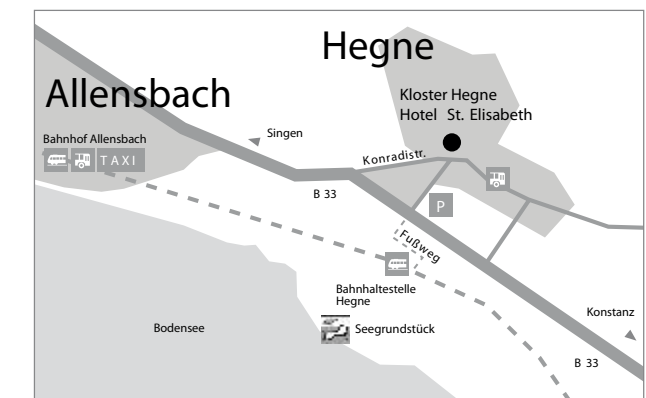 Hegne
Allensbach
Kloster Hegne
Hotel St. Elisabeth
Bahnhof Allensbach
TAXI
Singen
Konradistr.
B 33
P
Fußweg
Bahnhaltestelle
Hegne
Konstanz
Bodensee
Seegrundstück
B 33